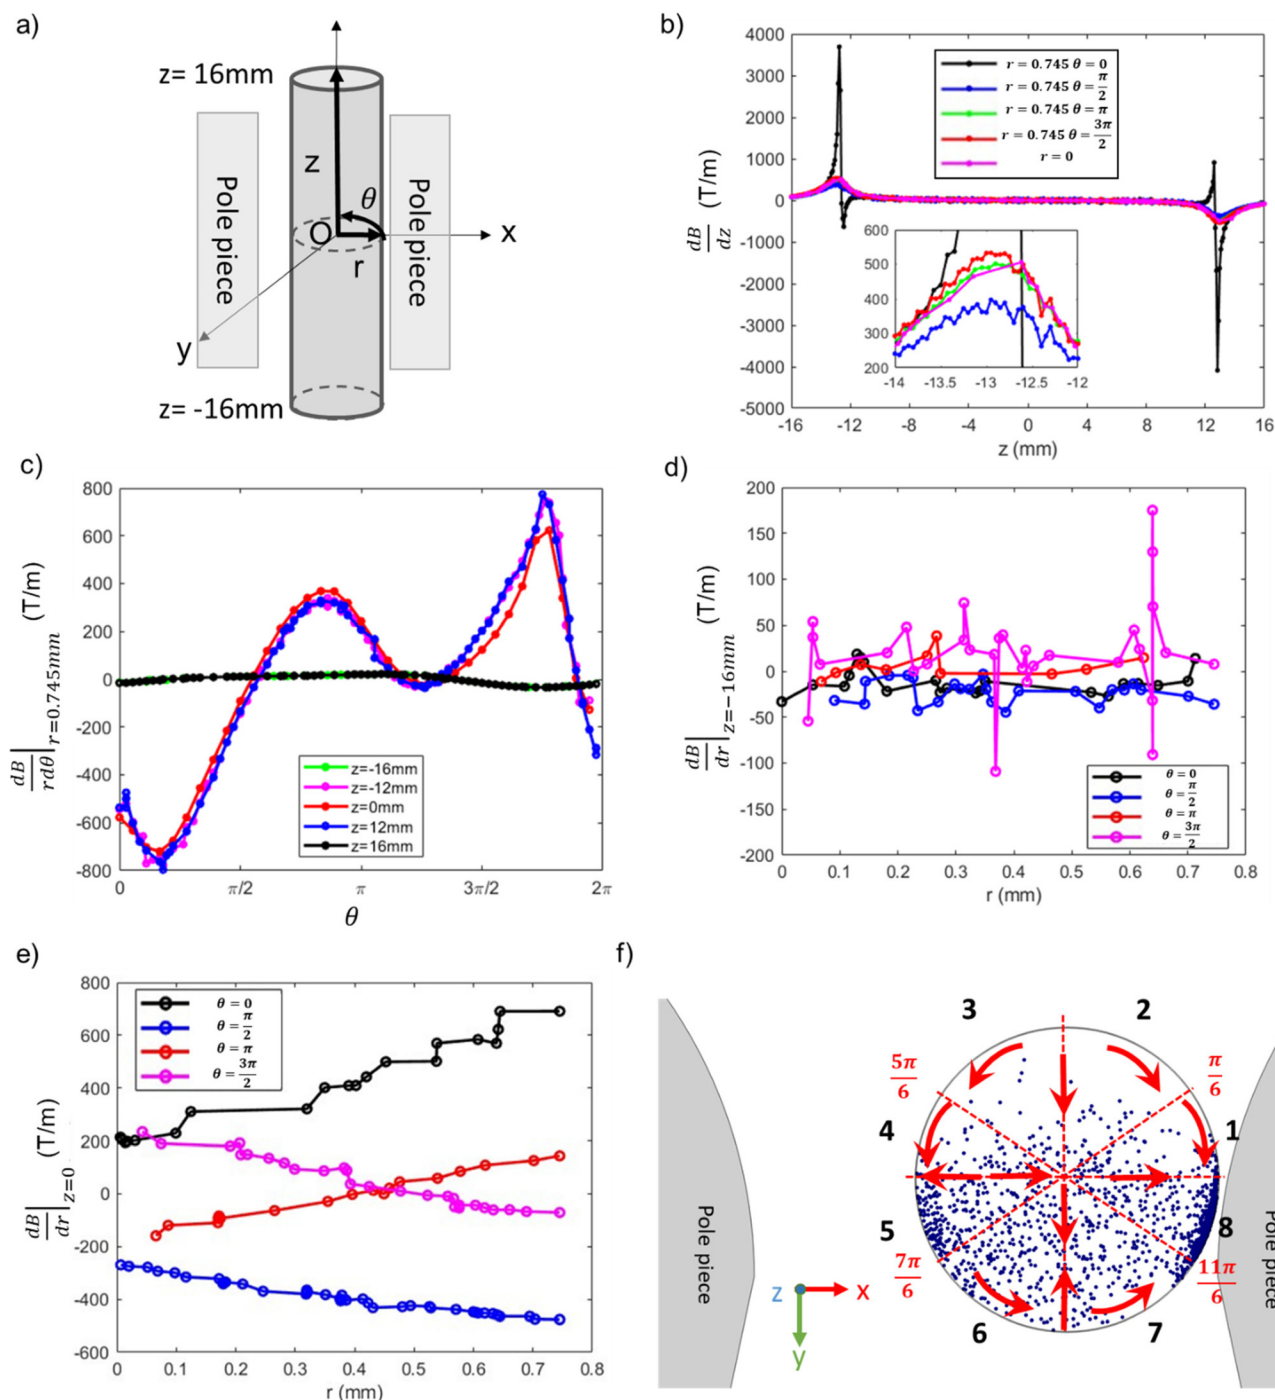 a)
z= 16mm
Pole piece
z
θ
O
r
x
Pole piece
y
z= -16mm
b)
dB/dz (T/m)
4000
3000
2000
1000
0
-1000
-2000
-3000
-4000
-5000
r = 0.745 θ = 0
r = 0.745 θ = π/2
r = 0.745 θ = π
r = 0.745 θ = 3π/2
r = 0
600
500
400
300
200
-14 -13.5 -13 -12.5 -12
-16 -12 -8 -4 0 4 8 12 16
z (mm)
c)
dB/rdθ|r=0.745mm (T/m)
800
600
400
200
0
-200
-400
-600
-800
z=-16mm
z=-12mm
z=0mm
z=12mm
z=16mm
0 π/2 π 3π/2 2π
θ
d)
dB/dr|z=-16mm (T/m)
200
150
100
50
0
-50
-100
-150
-200
θ = 0
θ = π/2
θ = π
θ = 3π/2
0 0.1 0.2 0.3 0.4 0.5 0.6 0.7 0.8
r (mm)
e)
dB/dr|z=0 (T/m)
800
600
400
200
0
-200
-400
-600
θ = 0
θ = π/2
θ = π
θ = 3π/2
0 0.1 0.2 0.3 0.4 0.5 0.6 0.7 0.8
r (mm)
f)
3 2
5π/6 π/6
4 1
Pole piece
5 8
7π/6 11π/6
6 7
Pole piece
z x
y